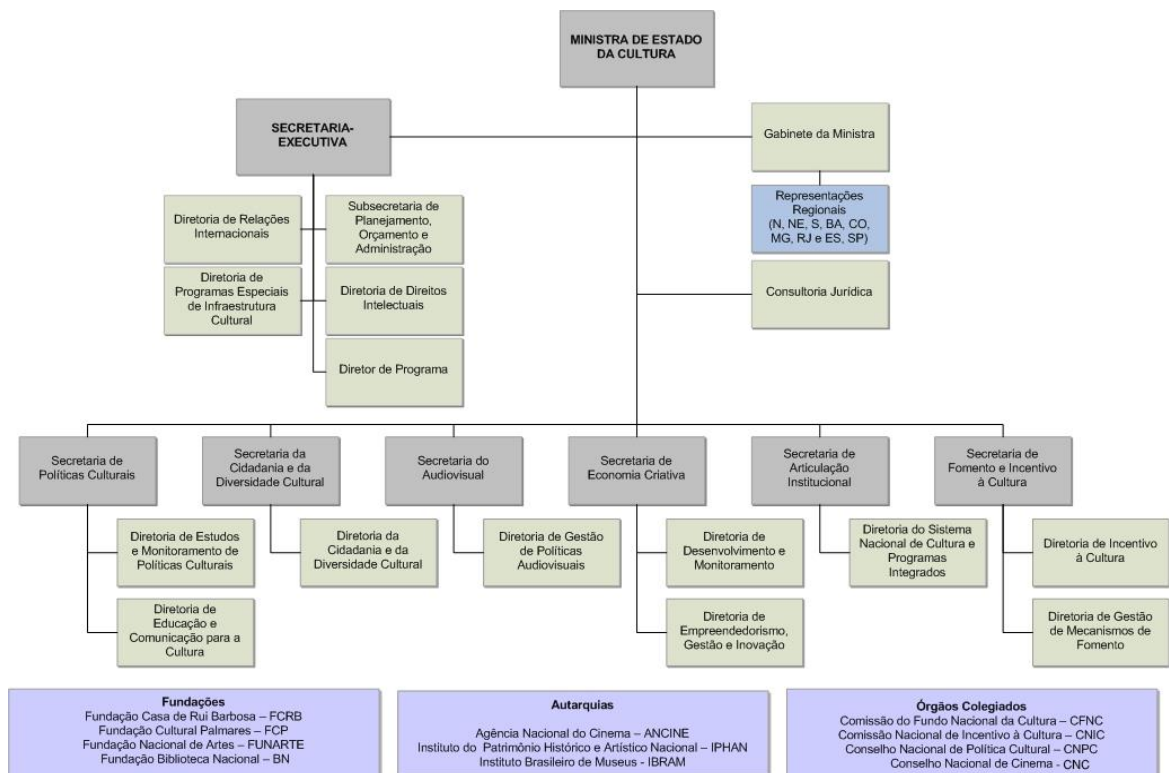 MINISTRA DE ESTADO
DA CULTURA
SECRETARIA-
EXECUTIVA
Gabinete da Ministra
Representações
Regionais
(N, NE, S, BA, CO,
MG, RJ e ES, SP)
Diretoria de Relações
Internacionais
Subsecretaria de
Planejamento,
Orçamento e
Administração
Diretoria de
Programas Especiais
de Infraestrutura
Cultural
Diretoria de Direitos
Intelectuais
Consultoria Jurídica
Diretor de Programa
Secretaria de
Políticas Culturais
Secretaria da
Cidadania e da
Diversidade Cultural
Secretaria do
Audiovisual
Secretaria de
Economia Criativa
Secretaria de
Articulação
Institucional
Secretaria de
Fomento e Incentivo
à Cultura
Diretoria de Estudos
e Monitoramento de
Políticas Culturais
Diretoria da
Cidadania e da
Diversidade Cultural
Diretoria de Gestão
de Políticas
Audiovisuais
Diretoria de
Desenvolvimento e
Monitoramento
Diretoria do Sistema
Nacional de Cultura e
Programas
Integrados
Diretoria de Incentivo
à Cultura
Diretoria de
Educação e
Comunicação para a
Cultura
Diretoria de
Empreendedorismo,
Gestão e Inovação
Diretoria de Gestão
de Mecanismos de
Fomento
Fundações
Fundação Casa de Rui Barbosa – FCRB
Fundação Cultural Palmares – FCP
Fundação Nacional de Artes – FUNARTE
Fundação Biblioteca Nacional – BN
Autarquias
Agência Nacional do Cinema – ANCINE
Instituto do Patrimônio Histórico e Artístico Nacional – IPHAN
Instituto Brasileiro de Museus - IBRAM
Órgãos Colegiados
Comissão do Fundo Nacional da Cultura – CFNC
Comissão Nacional de Incentivo à Cultura – CNIC
Conselho Nacional de Política Cultural – CNPC
Conselho Nacional de Cinema - CNC